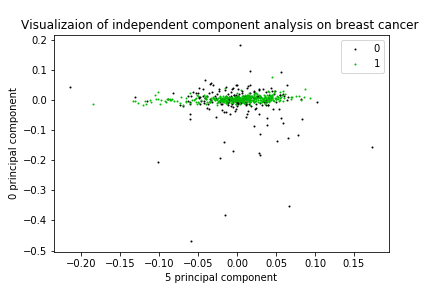 Visualizaion of independent component analysis on breast cancer
0.2
0.1
0.0
−0.1
−0.2
−0.3
−0.4
−0.5
0 principal component
0
1
−0.20 −0.15 −0.10 −0.05 0.00 0.05 0.10 0.15
5 principal component